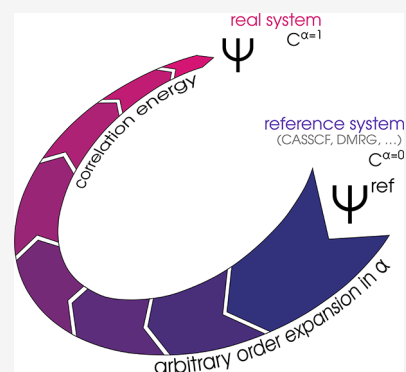 real system
Ψ
C^α=1
correlation energy
reference system
(CASSCF, DMRG, ...)
C^α=0
Ψ^ref
arbitrary order expansion in α